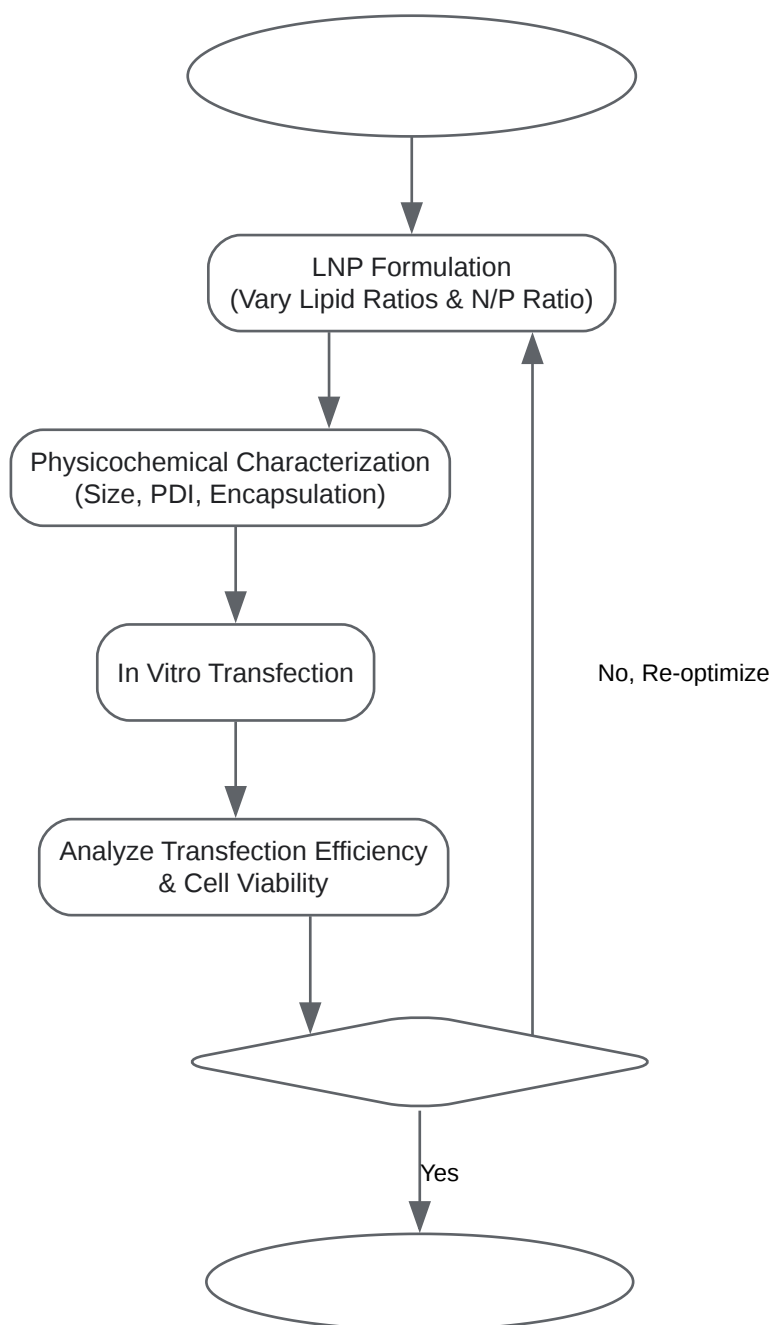 LNP Formulation
(Vary Lipid Ratios & N/P Ratio)
Physicochemical Characterization
(Size, PDI, Encapsulation)
In Vitro Transfection
No, Re-optimize
Analyze Transfection Efficiency
& Cell Viability
Yes